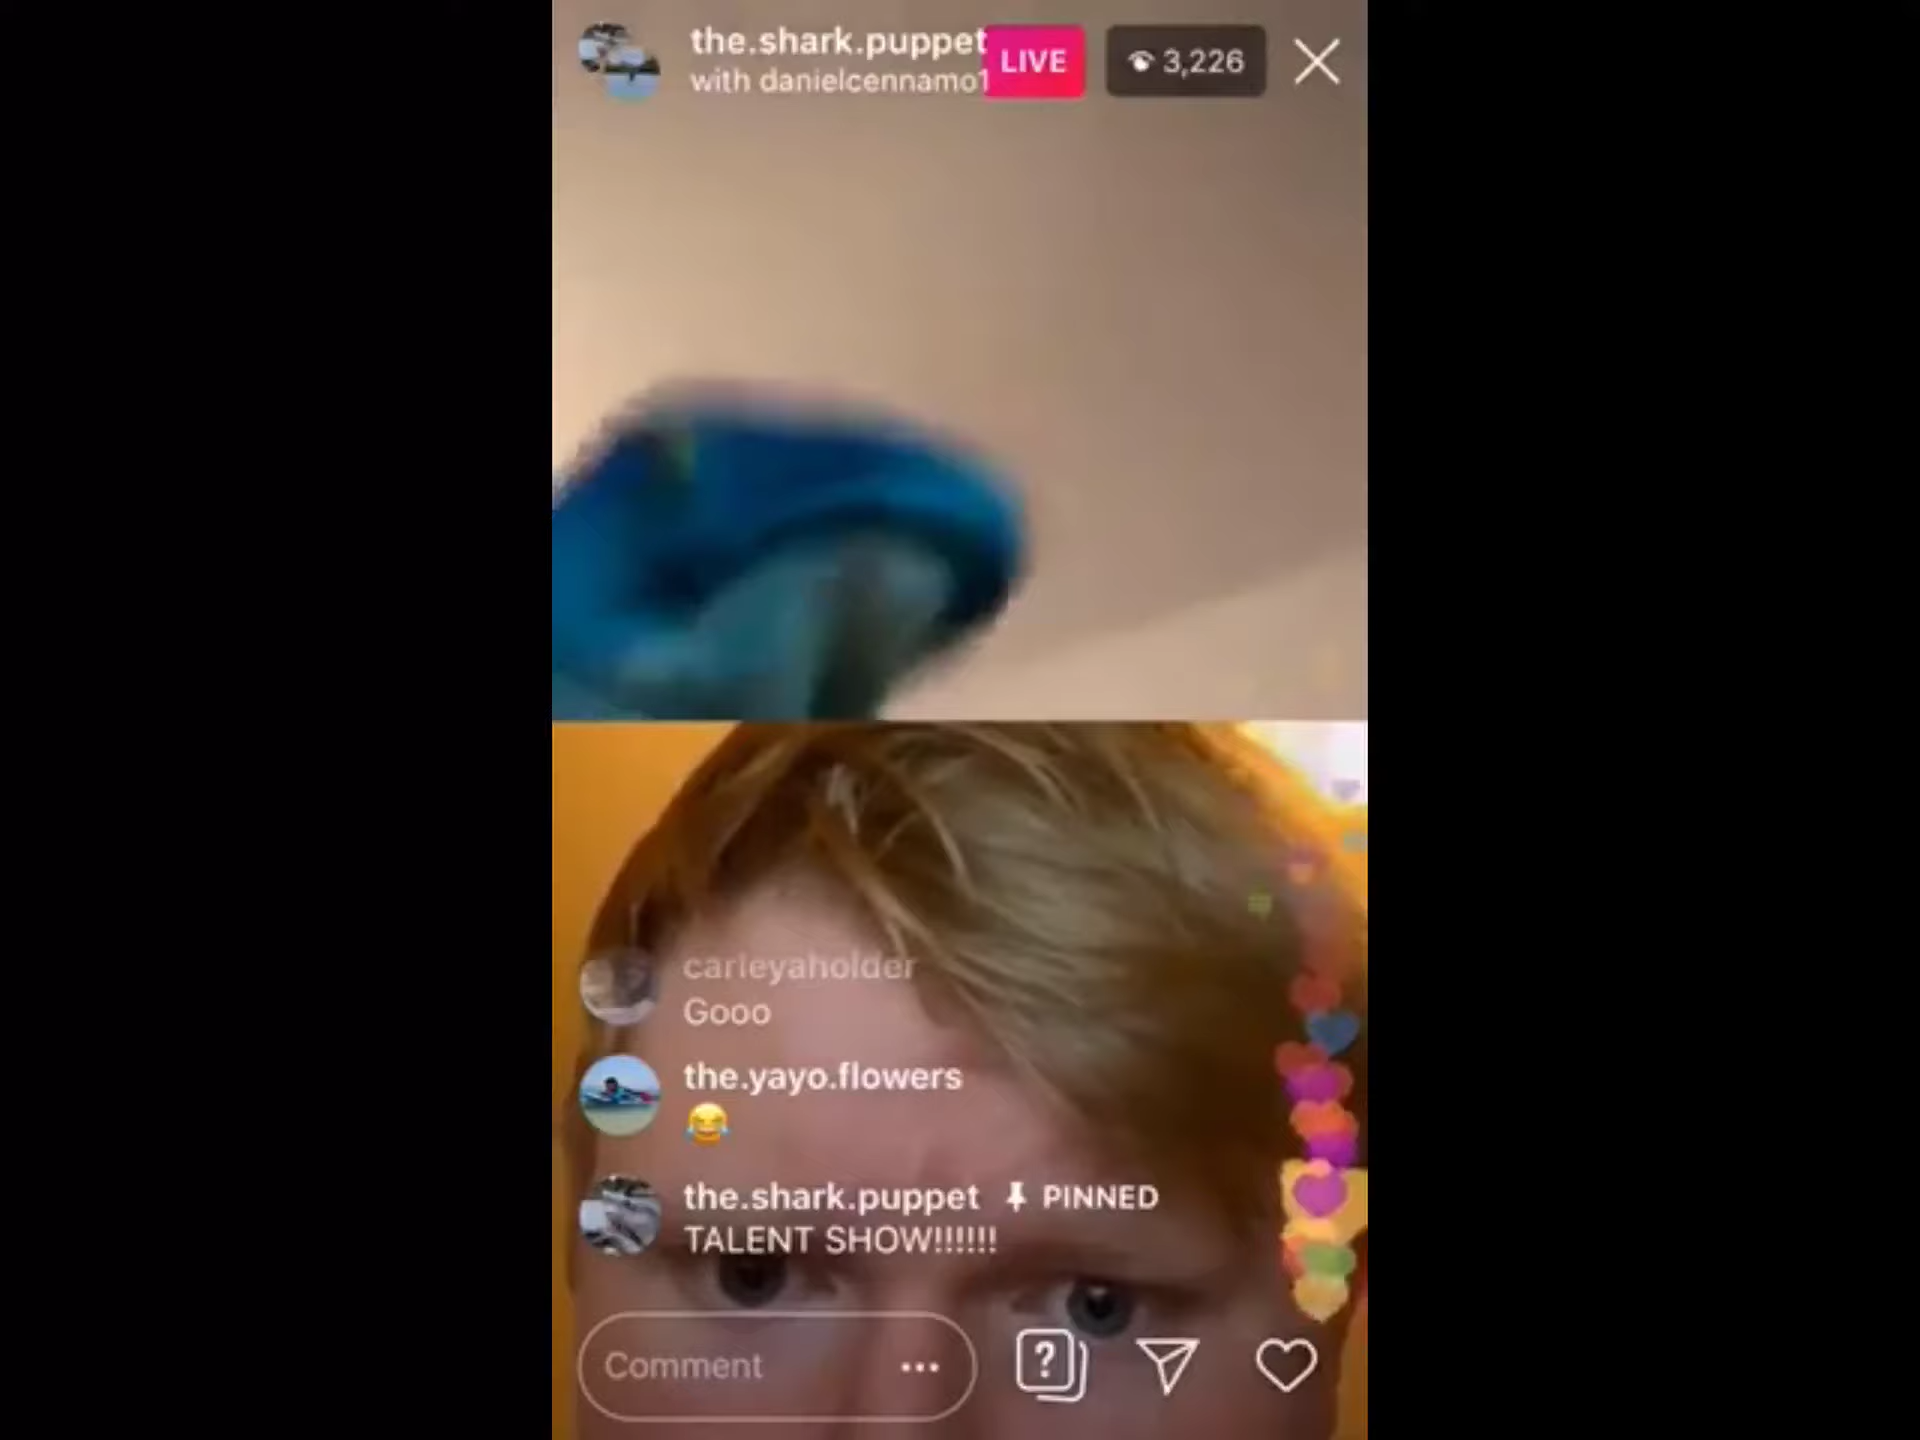 the.shark.puppet
with danielcennamo1
LIVE
3,226
carleyaholder
Gooo
the.yayo.flowers
😂
the.shark.puppet PINNED
TALENT SHOW!!!!!!
Comment